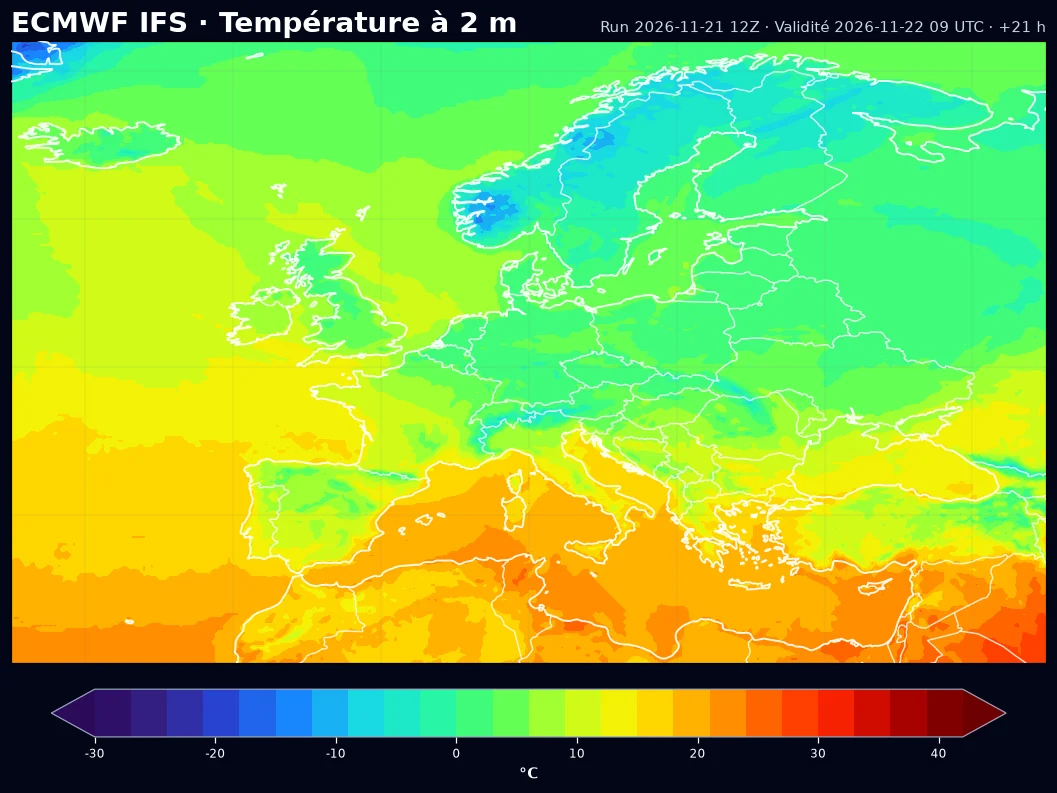 ECMWF IFS · Température à 2 m
Run 2026-11-21 12Z · Validité 2026-11-22 09 UTC · +21 h
-30 -20 -10 0 10 20 30 40
°C